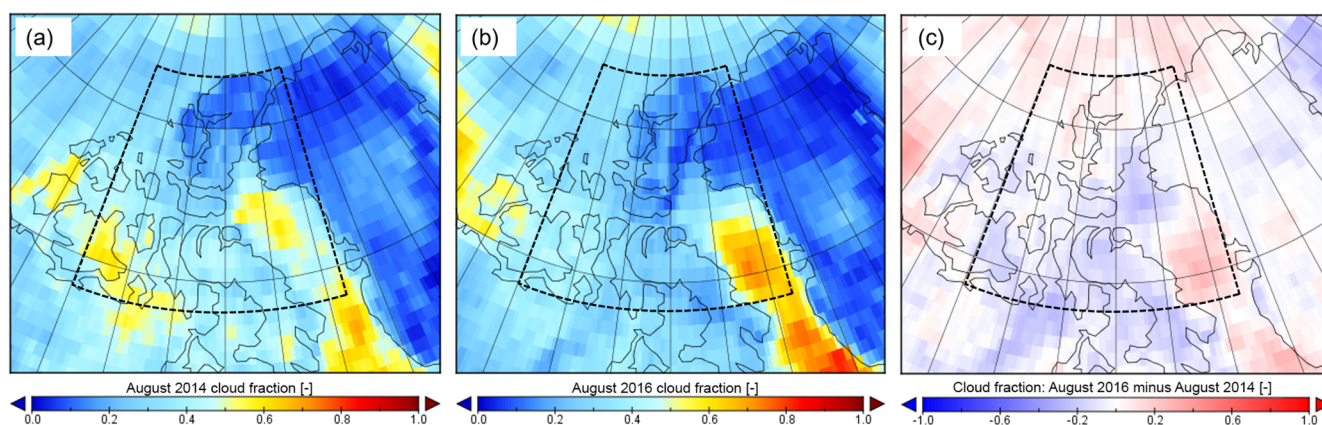 (a)
(b)
(c)
August 2014 cloud fraction [-]
August 2016 cloud fraction [-]
Cloud fraction: August 2016 minus August 2014 [-]
0.0 0.2 0.4 0.6 0.8 1.0
0.0 0.2 0.4 0.6 0.8 1.0
-1.0 -0.6 -0.2 0.2 0.6 1.0